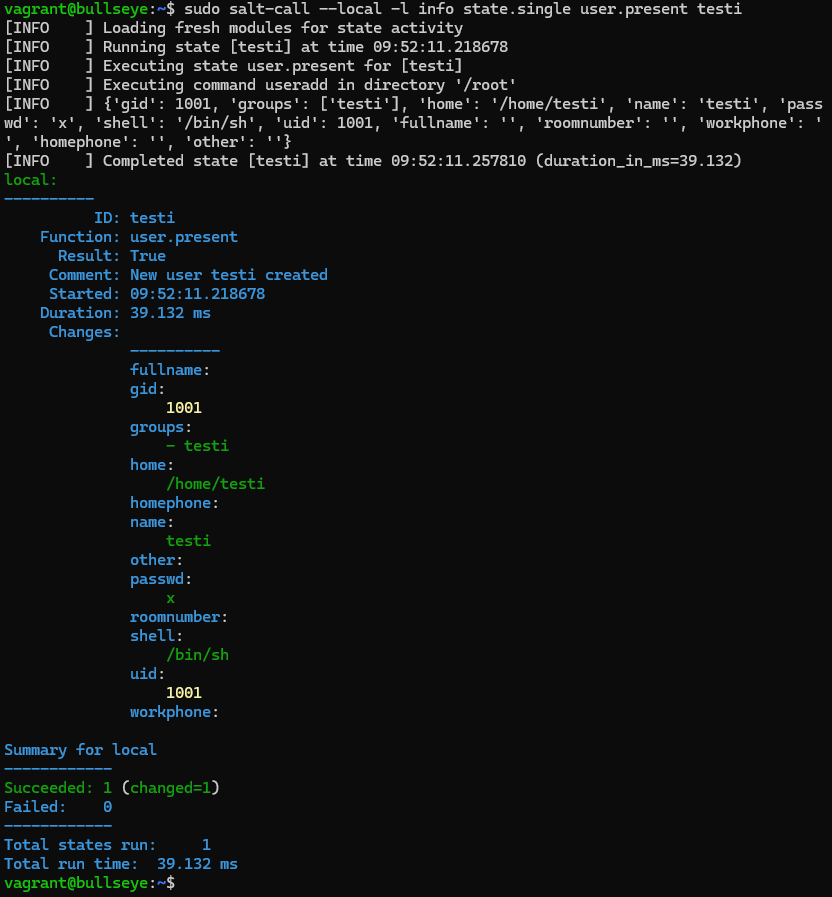 vagrant@bullseye:~$ sudo salt-call --local -l info state.single user.present testi
[INFO    ] Loading fresh modules for state activity
[INFO    ] Running state [testi] at time 09:52:11.218678
[INFO    ] Executing state user.present for [testi]
[INFO    ] Executing command useradd in directory '/root'
[INFO    ] {'gid': 1001, 'groups': ['testi'], 'home': '/home/testi', 'name': 'testi', 'pass
wd': 'x', 'shell': '/bin/sh', 'uid': 1001, 'fullname': '', 'roomnumber': '', 'workphone': '
', 'homephone': '', 'other': ''}
[INFO    ] Completed state [testi] at time 09:52:11.257810 (duration_in_ms=39.132)
local:
----------
          ID: testi
    Function: user.present
      Result: True
     Comment: New user testi created
     Started: 09:52:11.218678
    Duration: 39.132 ms
     Changes:
              ----------
              fullname:
              gid:
                  1001
              groups:
                  - testi
              home:
                  /home/testi
              homephone:
              name:
                  testi
              other:
              passwd:
                  x
              roomnumber:
              shell:
                  /bin/sh
              uid:
                  1001
              workphone:

Summary for local
------------
Succeeded: 1 (changed=1)
Failed:    0
------------
Total states run:     1
Total run time:  39.132 ms
vagrant@bullseye:~$